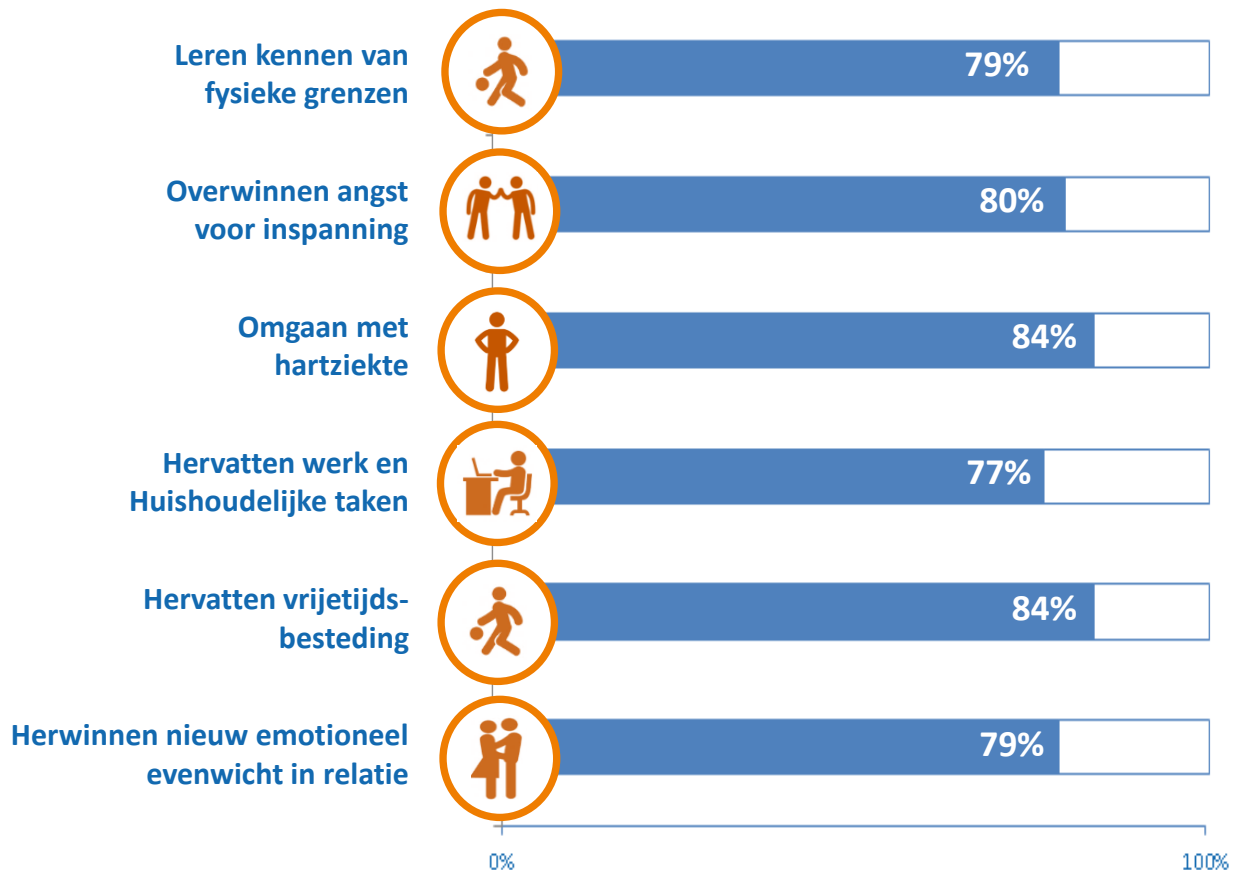 Leren kennen van
fysieke grenzen
79%
Overwinnen angst
voor inspanning
80%
Omgaan met
hartziekte
84%
Hervatten werk en
Huishoudelijke taken
77%
Hervatten vrijetijds-
besteding
84%
Herwinnen nieuw emotioneel
evenwicht in relatie
79%
0%
100%